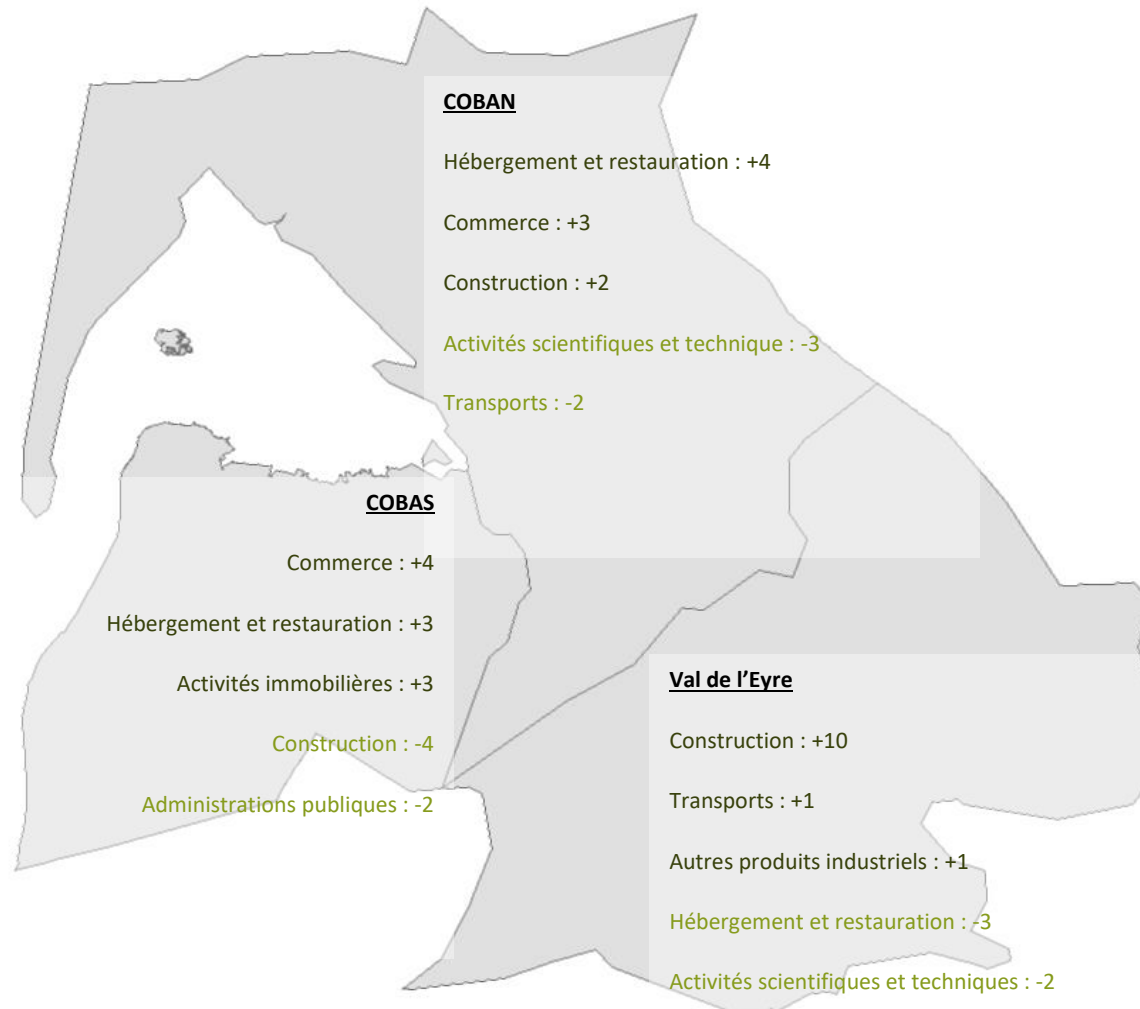 COBAN
Hébergement et restauration : +4
Commerce : +3
Construction : +2
Activités scientifiques et technique : -3
Transports : -2
COBAS
Commerce : +4
Hébergement et restauration : +3
Activités immobilières : +3
Construction : -4
Administrations publiques : -2
Val de l’Eyre
Construction : +10
Transports : +1
Autres produits industriels : +1
Hébergement et restauration : -3
Activités scientifiques et techniques : -2